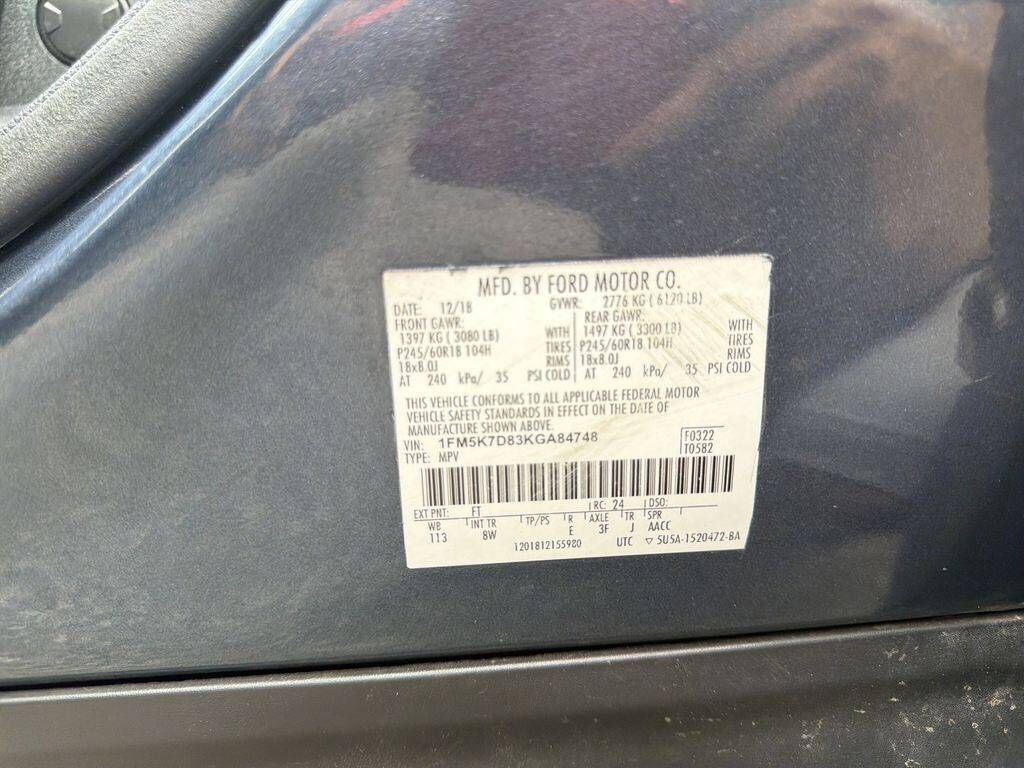 MFD. BY FORD MOTOR CO.
DATE: 12/18 GVWR: 2776 KG ( 6120 LB)
FRONT GAWR: REAR GAWR:
1397 KG ( 3080 LB) WITH 1497 KG ( 3300 LB) WITH
P245/60R18 104H TIRES P245/60R18 104H TIRES
18x8.0J RIMS 18x8.0J RIMS
AT 240 kPa/ 35 PSI COLD AT 240 kPa/ 35 PSI COLD
THIS VEHICLE CONFORMS TO ALL APPLICABLE FEDERAL MOTOR
VEHICLE SAFETY STANDARDS IN EFFECT ON THE DATE OF
MANUFACTURE SHOWN ABOVE.
VIN: 1FM5K7D83KGA84748 F0322
TYPE: MPV T0582
EXT PNT: FT RC: 24 DSO:
WB INT TR TP/PS R AXLE TR SPR
113 8W E 3F J AACC
1201812155980 UTC ▽ 5U5A-1520472-BA